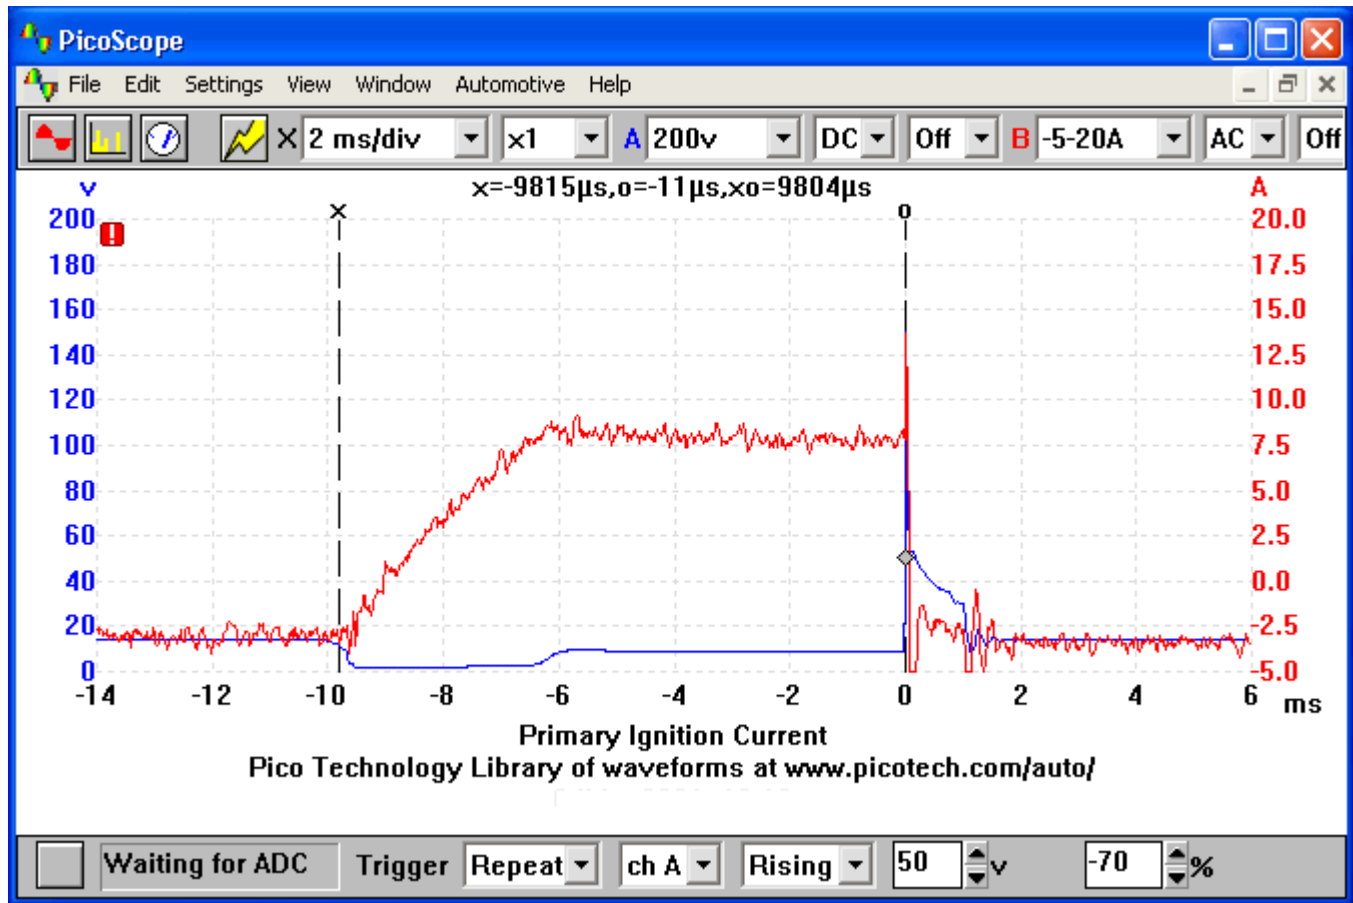 PicoScope
File Edit Settings View Window Automotive Help
X 2 ms/div x1 A 200v DC Off B -5-20A AC Off
v x=-9815µs,o=-11µs,xo=9804µs A
200 x o 20.0
180 17.5
160 15.0
140 12.5
120 10.0
100 7.5
80 5.0
60 2.5
40 0.0
20 -2.5
0 -5.0
-14 -12 -10 -8 -6 -4 -2 0 2 4 6 ms
Primary Ignition Current
Pico Technology Library of waveforms at www.picotech.com/auto/
Waiting for ADC Trigger Repeat ch A Rising 50 v -70 %